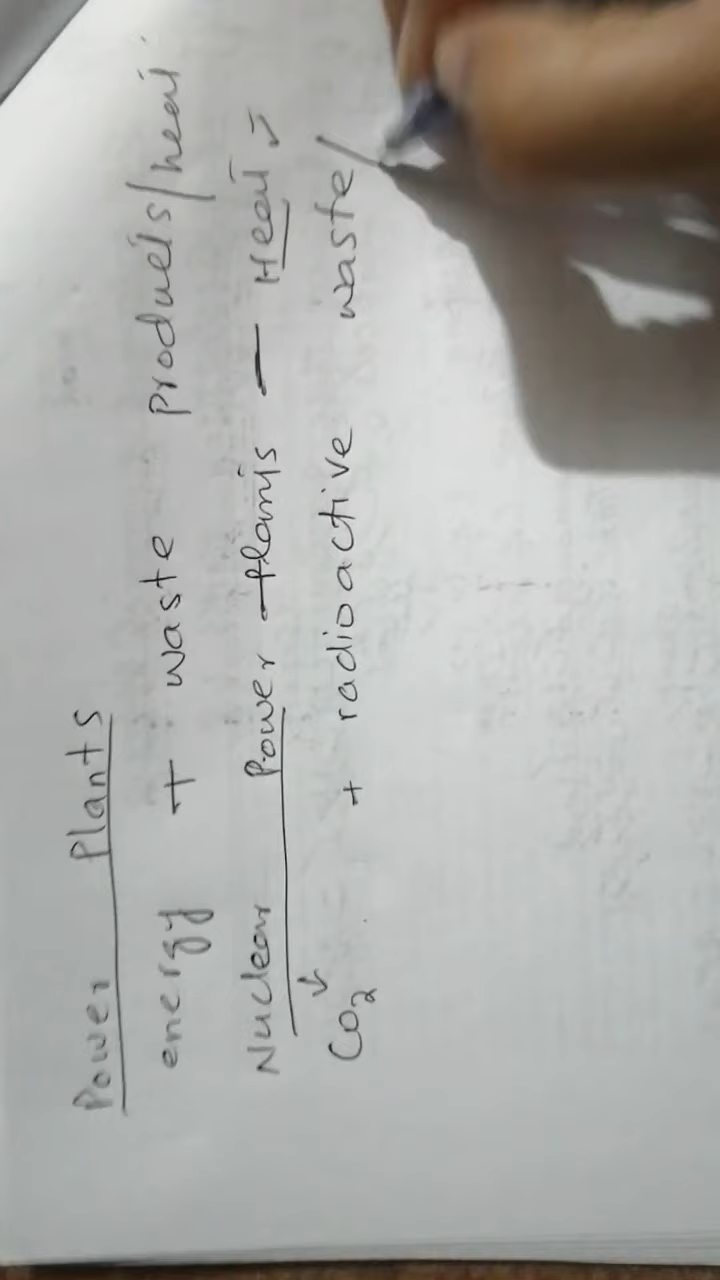 Power Plants
energy + waste products/heat
Nuclear Power Plants — Heat ↓
CO2 ↓ + radioactive waste/